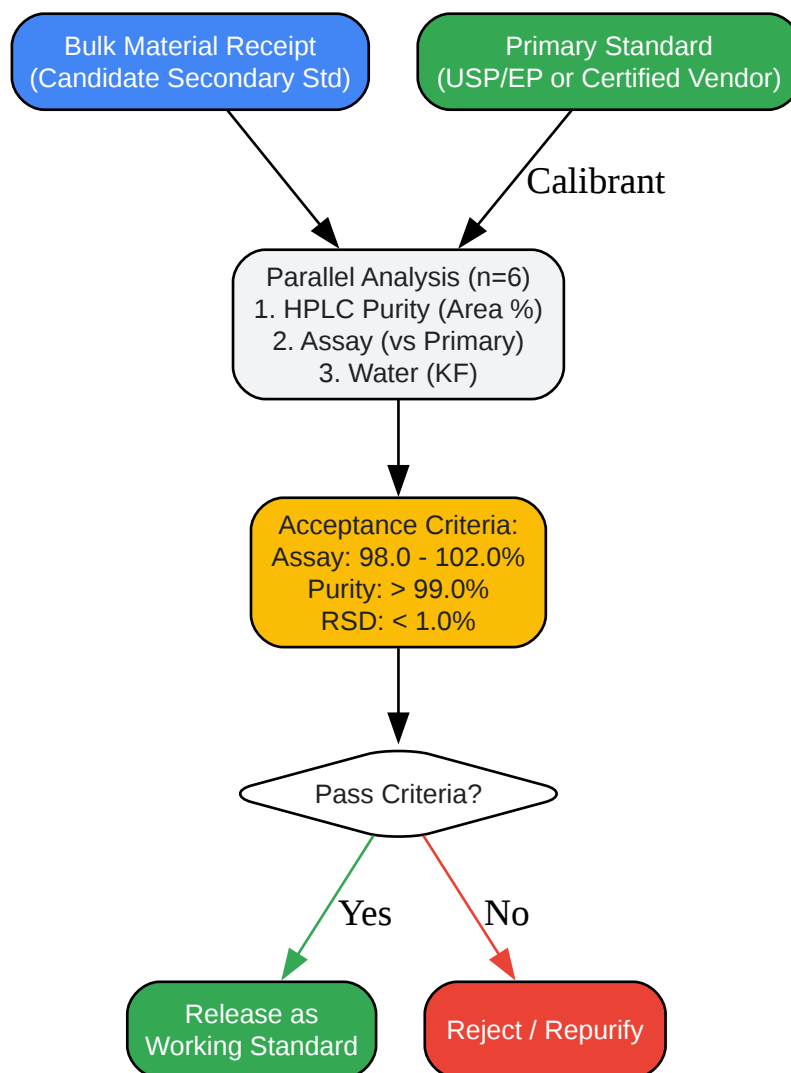 Bulk Material Receipt
(Candidate Secondary Std)
Primary Standard
(USP/EP or Certified Vendor)
Calibrant
Parallel Analysis (n=6)
1. HPLC Purity (Area %)
2. Assay (vs Primary)
3. Water (KF)
Acceptance Criteria:
Assay: 98.0 - 102.0%
Purity: > 99.0%
RSD: < 1.0%
Pass Criteria?
Yes
No
Release as
Working Standard
Reject / Repurify